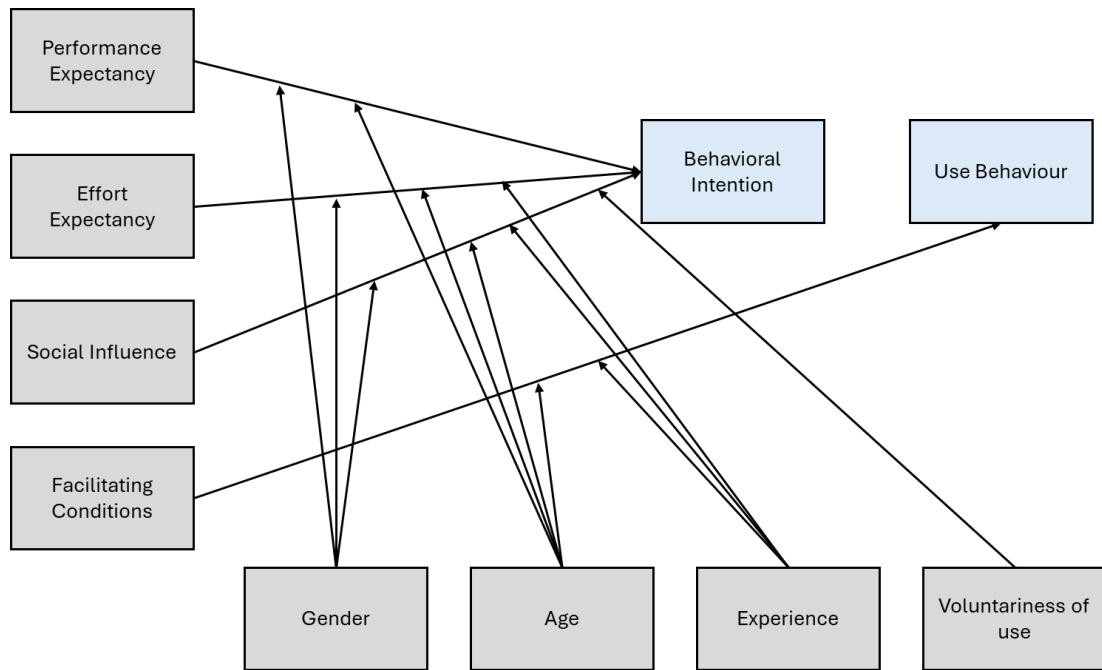 Performance
Expectancy
Effort
Expectancy
Social Influence
Facilitating
Conditions
Behavioral
Intention
Use Behaviour
Gender
Age
Experience
Voluntariness of
use